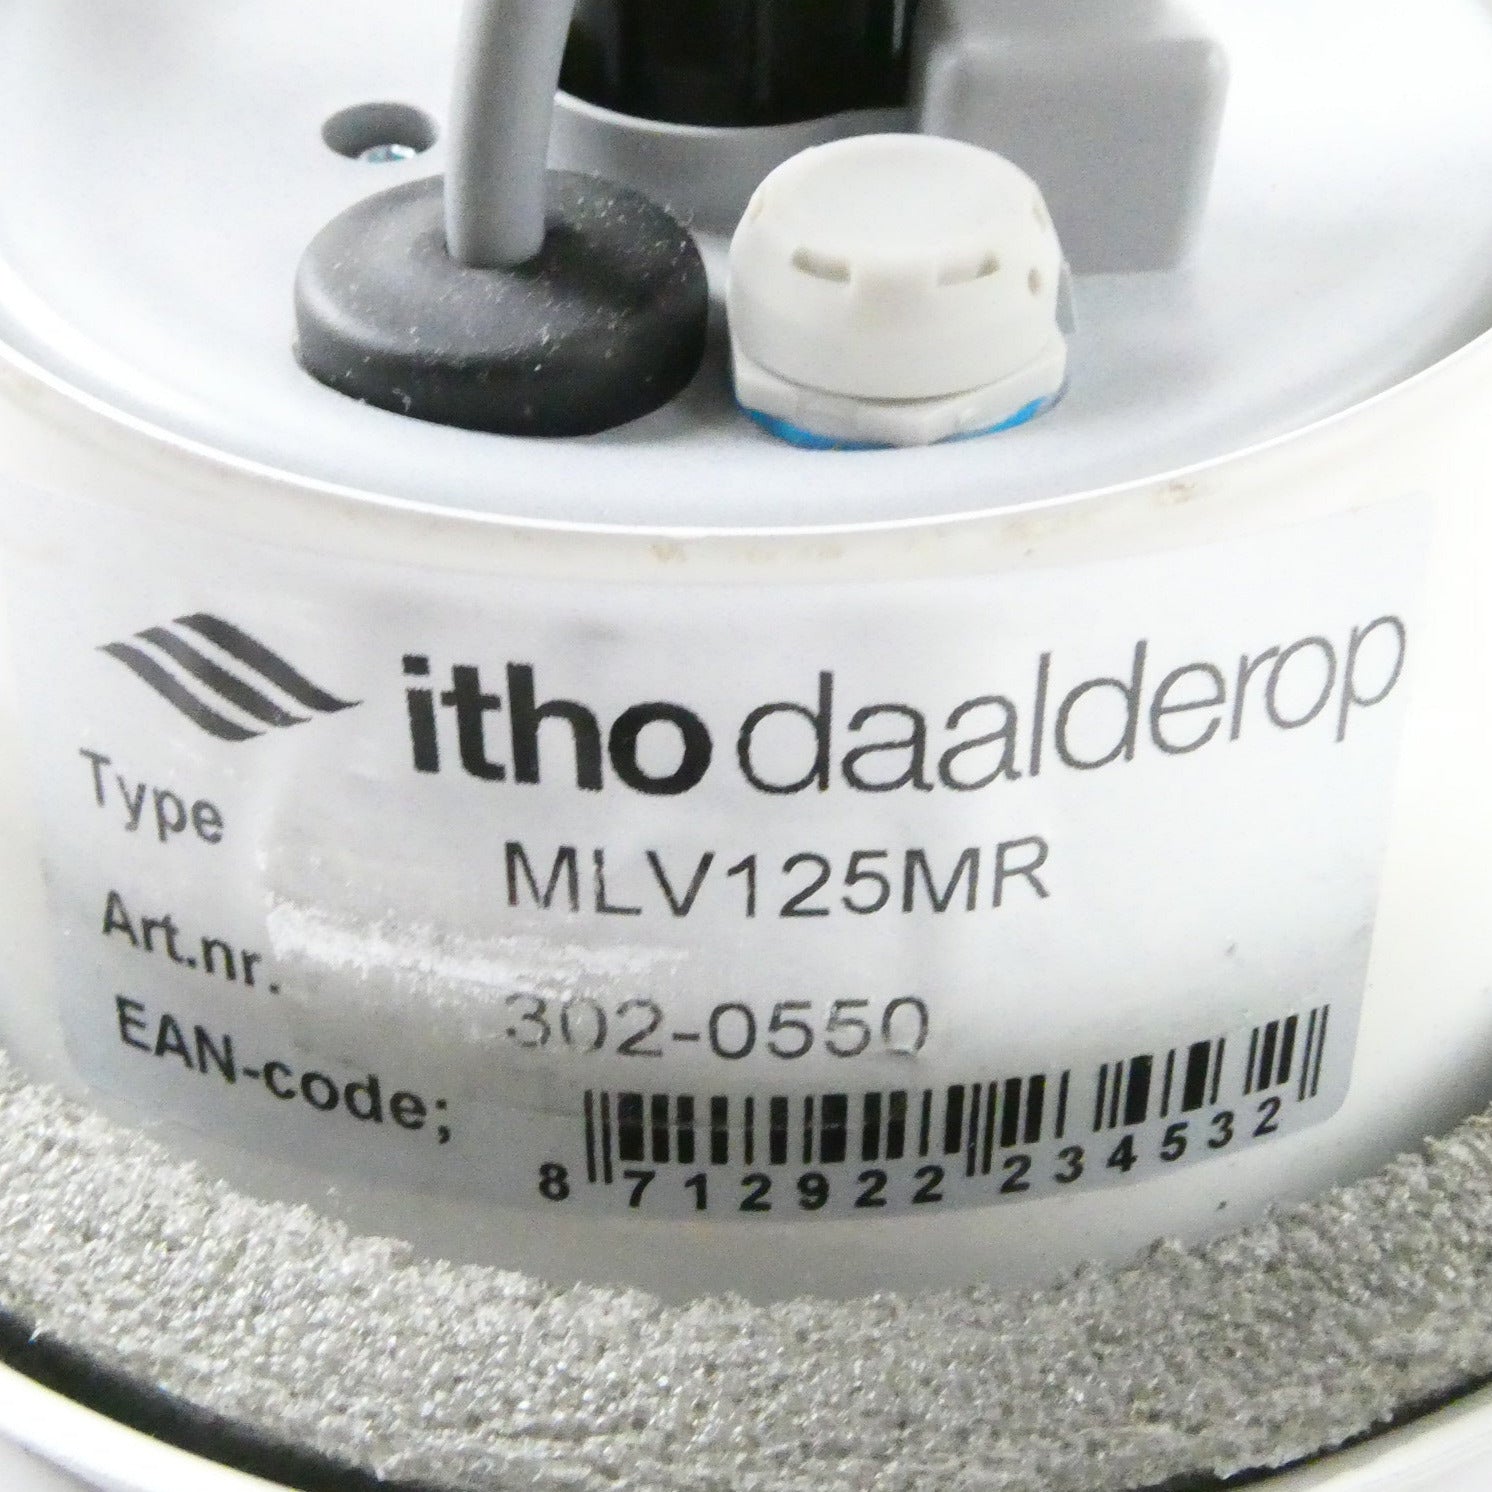 itho daalderop
Type MLV125MR
Art.nr. 302-0550
EAN-code;
8 712922 234532